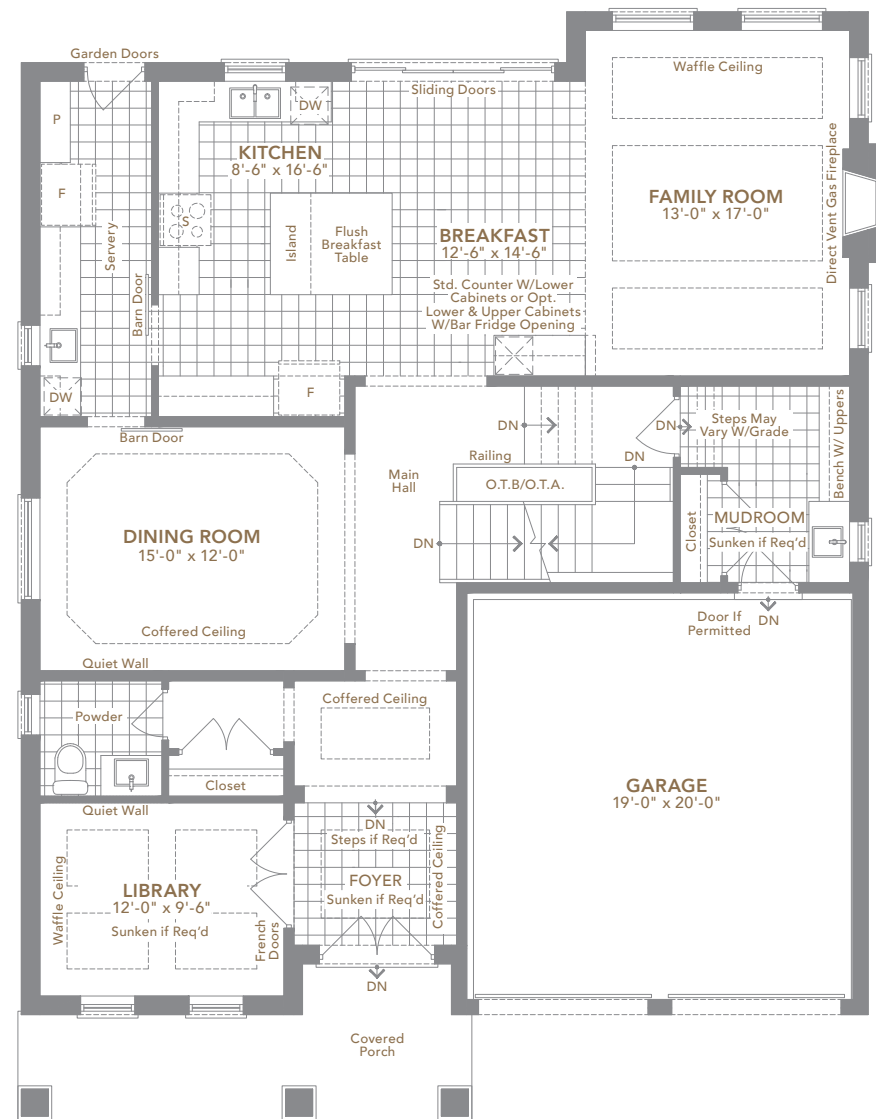 Garden Doors
P
F
Servery
Barn Door
DW
KITCHEN
8'-6" x 16'-6"
DW
S
Island
Flush
Breakfast
Table
F
Sliding Doors
BREAKFAST
12'-6" x 14'-6"
Std. Counter W/Lower
Cabinets or Opt.
Lower & Upper Cabinets
W/Bar Fridge Opening
Waffle Ceiling
FAMILY ROOM
13'-0" x 17'-0"
Direct Vent Gas Fireplace
Barn Door
DINING ROOM
15'-0" x 12'-0"
Coffered Ceiling
Quiet Wall
Main
Hall
DN
Railing
O.T.B/O.T.A.
DN
DN
DN
Steps May
Vary W/Grade
Bench W/ Uppers
Closet
MUDROOM
Sunken if Req'd
Door If
Permitted
DN
Powder
Closet
Coffered Ceiling
GARAGE
19'-0" x 20'-0"
Quiet Wall
Waffle Ceiling
LIBRARY
12'-0" x 9'-6"
Sunken if Req'd
French
Doors
DN
Steps if Req'd
FOYER
Sunken if Req'd
Coffered Ceiling
DN
Covered
Porch